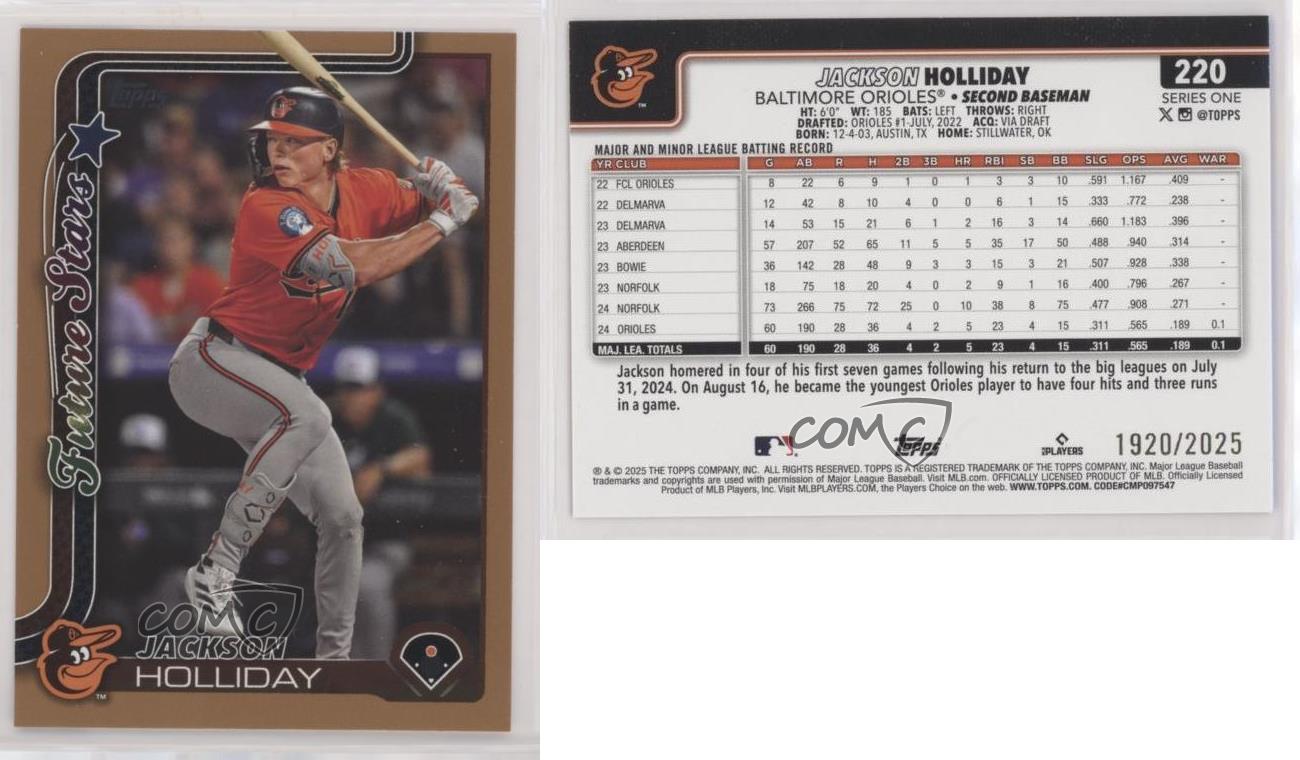 Topps
Future Stars
COMC
JACKSON
HOLLIDAY
TM
JACKSON HOLLIDAY
BALTIMORE ORIOLES® • SECOND BASEMAN
HT: 6'0" WT: 185 BATS: LEFT THROWS: RIGHT
DRAFTED: ORIOLES #1-JULY, 2022 ACQ: VIA DRAFT
BORN: 12-4-03, AUSTIN, TX HOME: STILLWATER, OK
220
SERIES ONE
@TOPPS
TM
MAJOR AND MINOR LEAGUE BATTING RECORD
YR CLUB G AB R H 2B 3B HR RBI SB BB SLG OPS AVG WAR
22 FCL ORIOLES 8 22 6 9 1 0 1 3 3 10 .591 1.167 .409 -
22 DELMARVA 12 42 8 10 4 0 0 6 1 15 .333 .772 .238 -
23 DELMARVA 14 53 15 21 6 1 2 16 3 14 .660 1.183 .396 -
23 ABERDEEN 57 207 52 65 11 5 5 35 17 50 .488 .940 .314 -
23 BOWIE 36 142 28 48 9 3 3 15 3 21 .507 .928 .338 -
23 NORFOLK 18 75 18 20 4 0 2 9 1 16 .400 .796 .267 -
24 NORFOLK 73 266 75 72 25 0 10 38 8 75 .477 .908 .271 -
24 ORIOLES 60 190 28 36 4 2 5 23 4 15 .311 .565 .189 0.1
MAJ. LEA. TOTALS 60 190 28 36 4 2 5 23 4 15 .311 .565 .189 0.1
Jackson homered in four of his first seven games following his return to the big leagues on July
31, 2024. On August 16, he became the youngest Orioles player to have four hits and three runs
in a game.
COMC
Topps
PLAYERS
1920/2025
® & © 2025 THE TOPPS COMPANY, INC. ALL RIGHTS RESERVED. TOPPS IS A REGISTERED TRADEMARK OF THE TOPPS COMPANY, INC. Major League Baseball
trademarks and copyrights are used with permission of Major League Baseball. Visit MLB.com. OFFICIALLY LICENSED PRODUCT OF MLB. Officially Licensed
Product of MLB Players, Inc. Visit MLBPLAYERS.COM, the Players Choice on the web. WWW.TOPPS.COM. CODE#CMP097547